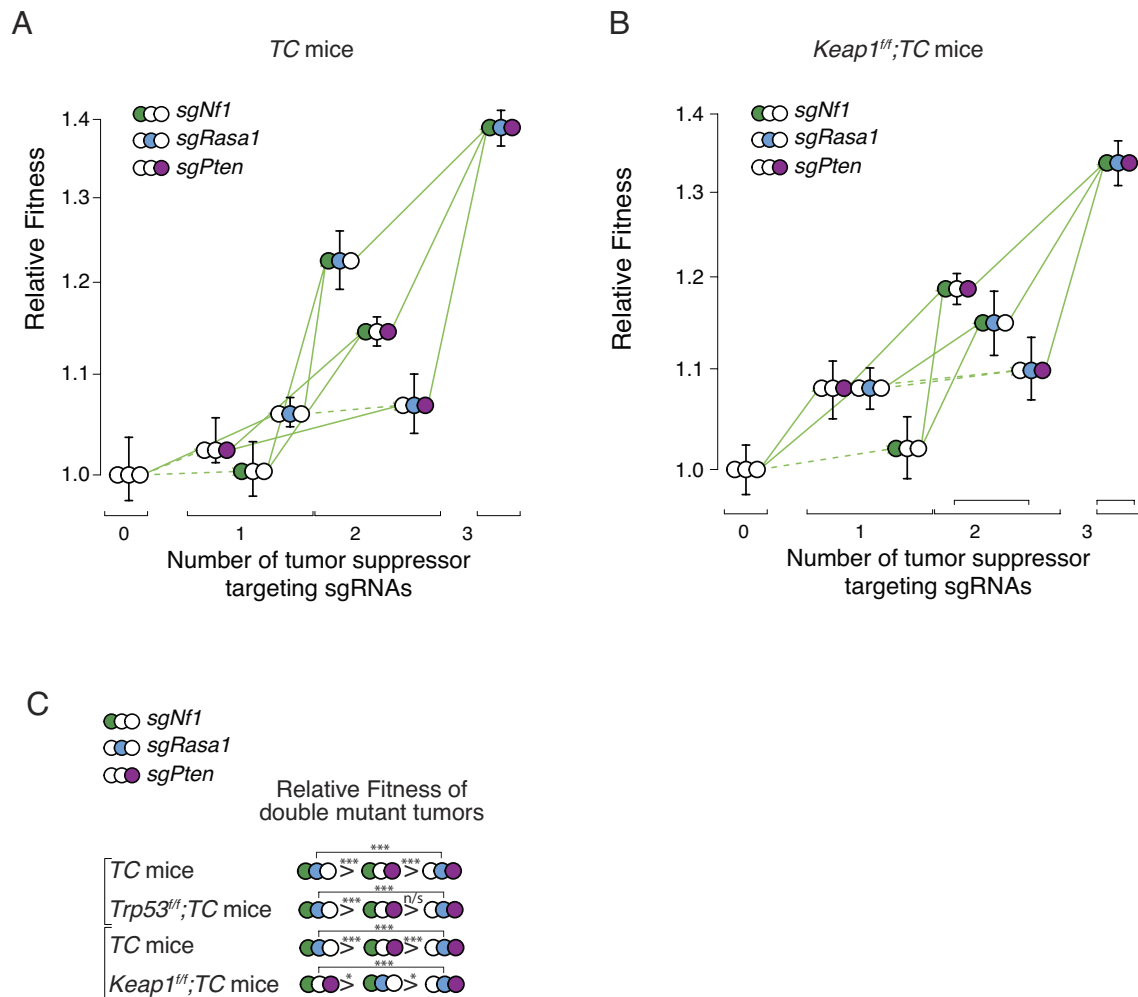 A
TC mice
sgNf1
sgRasa1
sgPten
Relative Fitness
1.4
1.3
1.2
1.1
1.0
0 1 2 3
Number of tumor suppressor
targeting sgRNAs
B
Keap1f/f;TC mice
sgNf1
sgRasa1
sgPten
Relative Fitness
1.4
1.3
1.2
1.1
1.0
0 1 2 3
Number of tumor suppressor
targeting sgRNAs
C
sgNf1
sgRasa1
sgPten
Relative Fitness of
double mutant tumors
***
TC mice *** > *** >
***
Trp53f/f;TC mice *** > n/s >
***
TC mice *** > *** >
***
Keap1f/f;TC mice * > * >